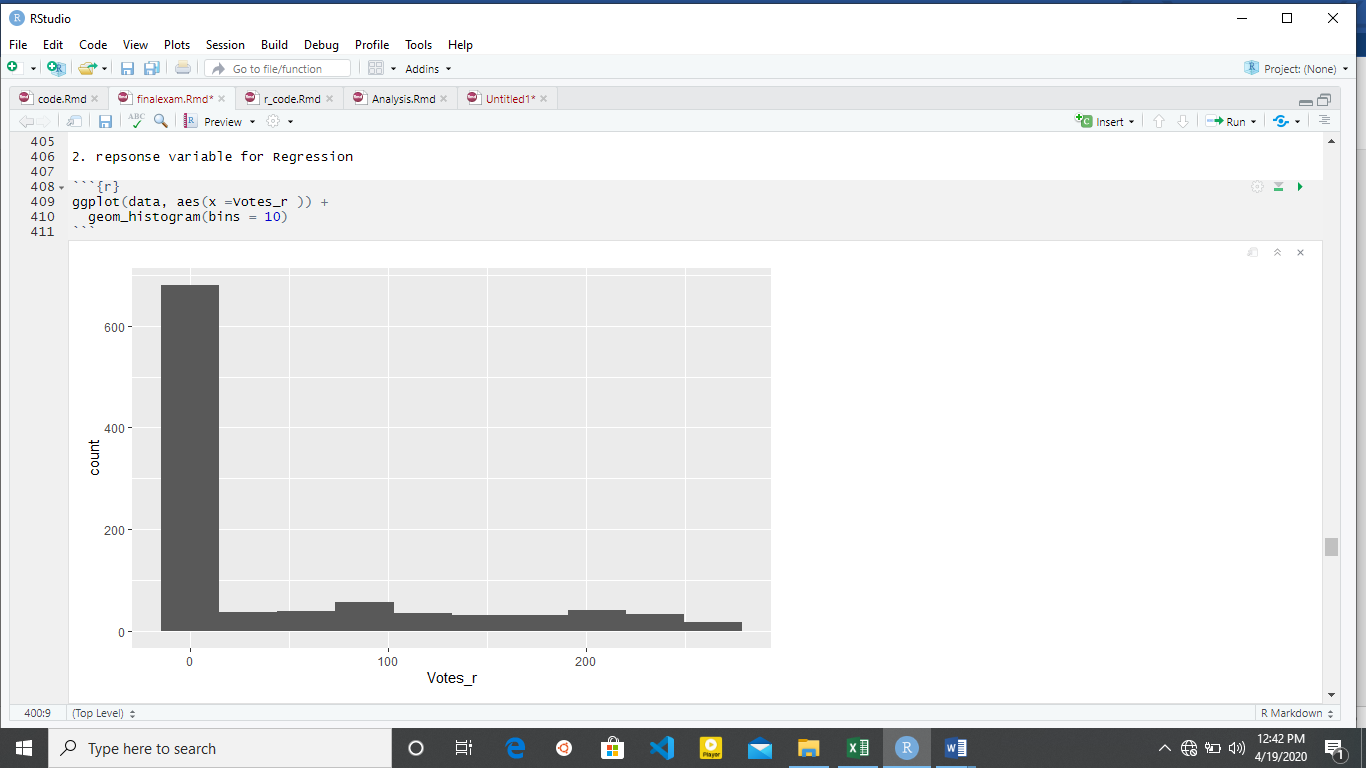 RStudio
File Edit Code View Plots Session Build Debug Profile Tools Help
Go to file/function Addins Project: (None)
code.Rmd finalexam.Rmd* r_code.Rmd Analysis.Rmd Untitled1*
ABC Preview Insert Run
405
406 2. repsonse variable for Regression
407
408 ```{r}
409 ggplot(data, aes(x =Votes_r )) +
410 geom_histogram(bins = 10)
411 ```
600
400
200
0
count
0 100 200
Votes_r
400:9 (Top Level) R Markdown
Type here to search
Player
12:42 PM
4/19/2020
1